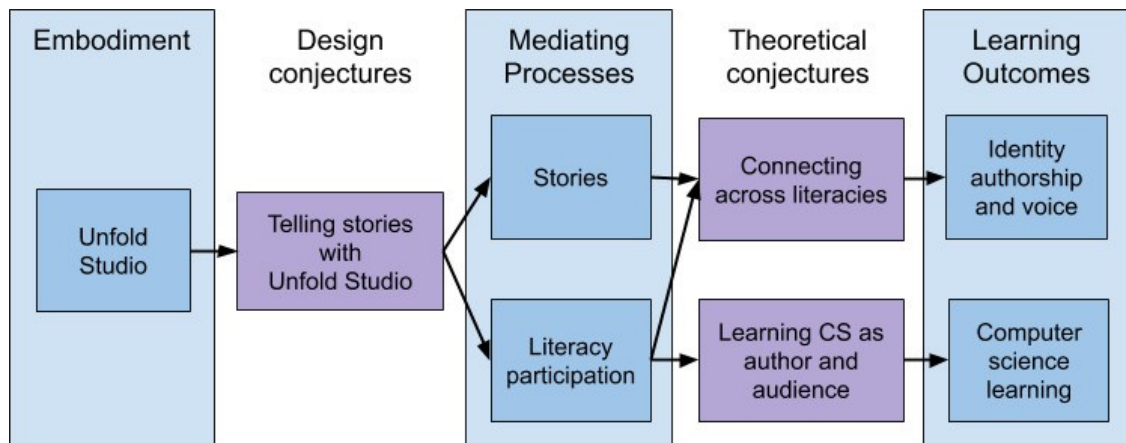 Embodiment
Design
conjectures
Mediating
Processes
Theoretical
conjectures
Learning
Outcomes
Unfold
Studio
Telling stories
with
Unfold Studio
Stories
Literacy
participation
Connecting
across literacies
Learning CS as
author and
audience
Identity
authorship
and voice
Computer
science
learning